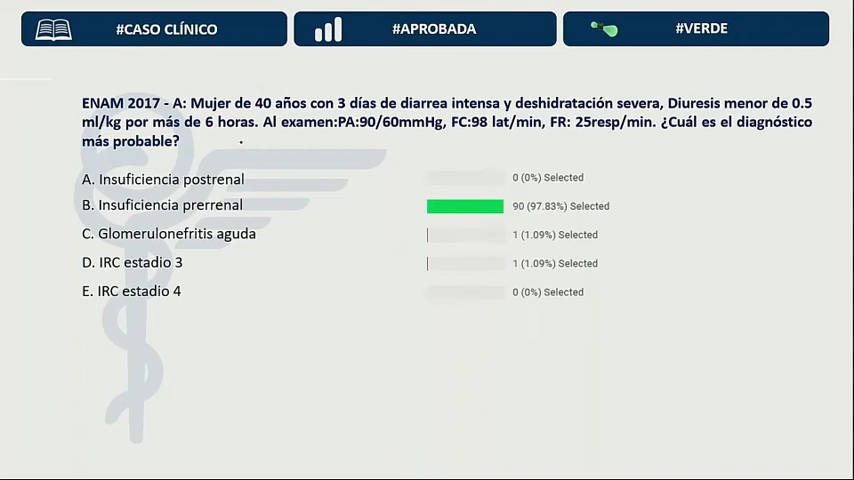 #CASO CLÍNICO
#APROBADA
#VERDE
ENAM 2017 - A: Mujer de 40 años con 3 días de diarrea intensa y deshidratación severa, Diuresis menor de 0.5
ml/kg por más de 6 horas. Al examen:PA:90/60mmHg, FC:98 lat/min, FR: 25resp/min. ¿Cuál es el diagnóstico
más probable?
A. Insuficiencia postrenal
0 (0%) Selected
B. Insuficiencia prerrenal
90 (97.83%) Selected
C. Glomerulonefritis aguda
1 (1.09%) Selected
D. IRC estadio 3
1 (1.09%) Selected
E. IRC estadio 4
0 (0%) Selected